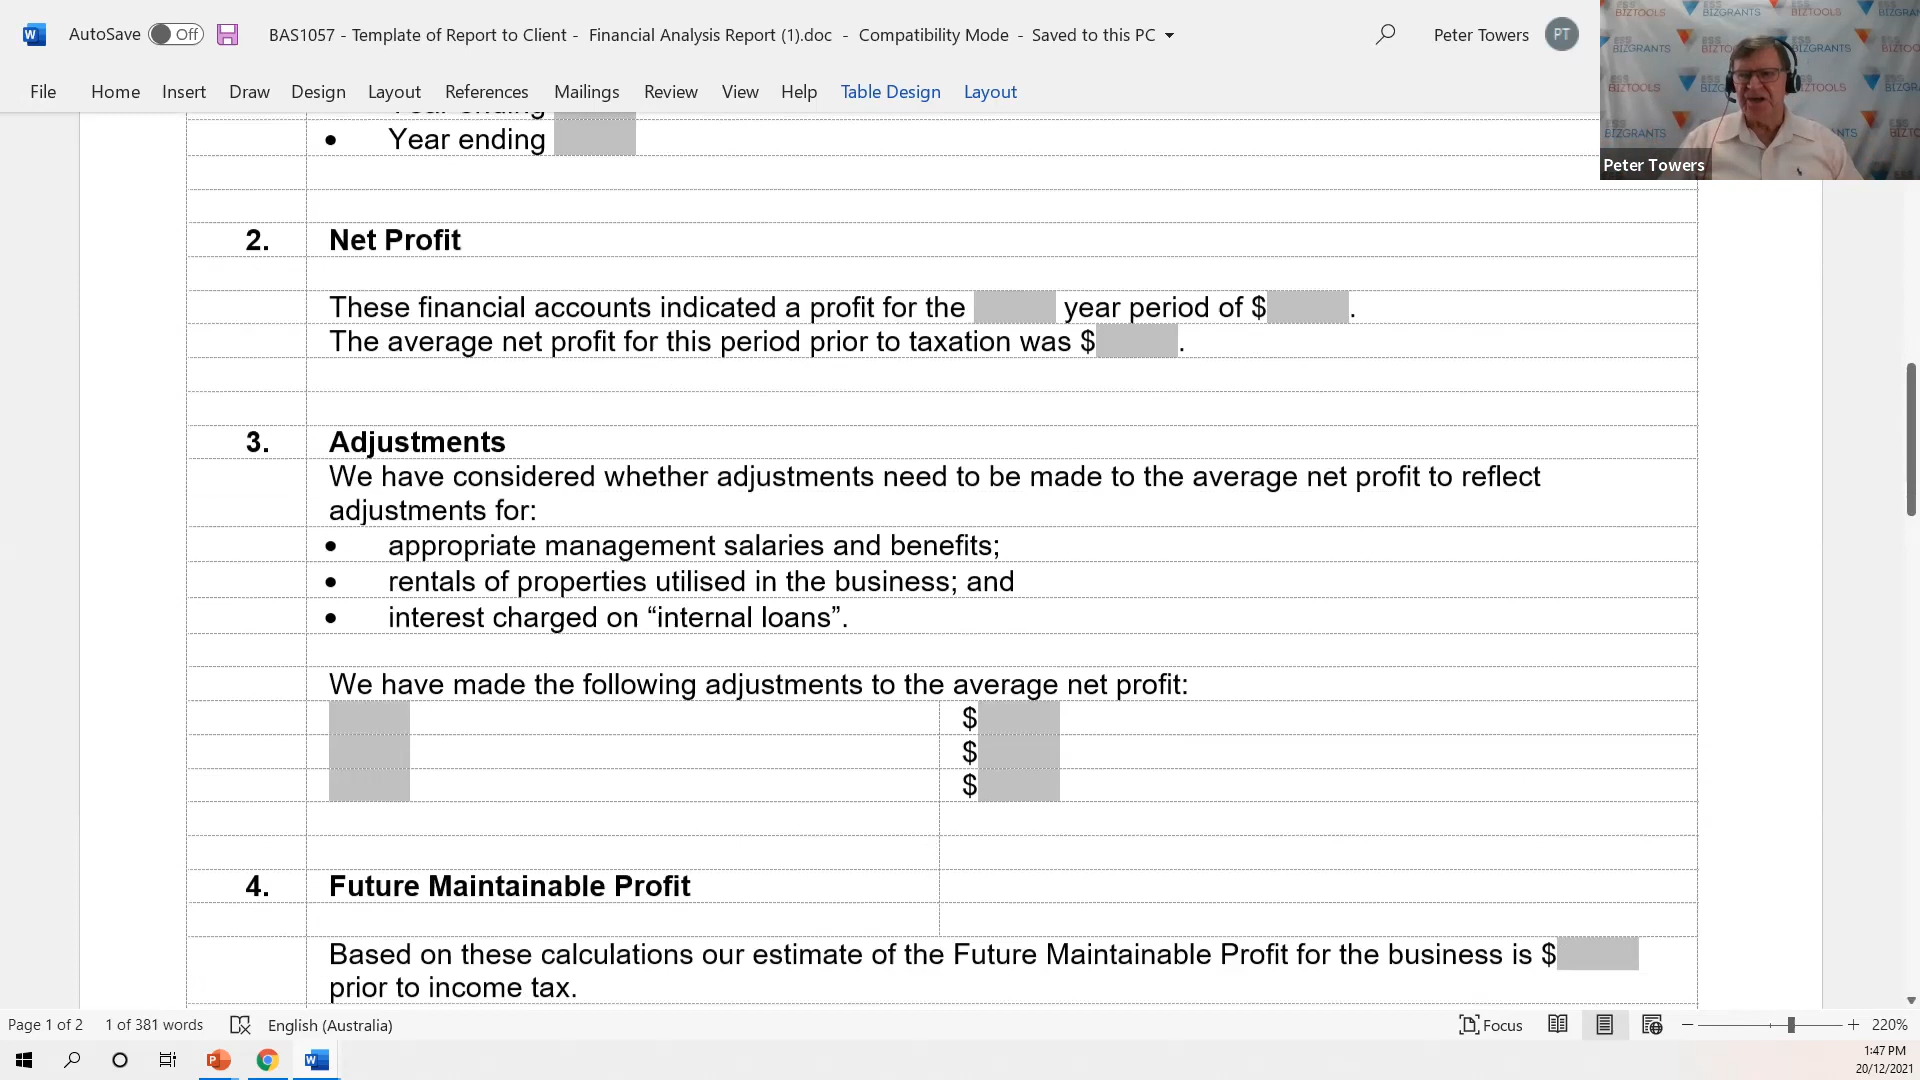 AutoSave Off BAS1057 - Template of Report to Client - Financial Analysis Report (1).doc - Compatibility Mode - Saved to this PC Peter Towers PT
File Home Insert Draw Design Layout References Mailings Review View Help Table Design Layout
BIZTOOLS BIZGRANTS BIZTOOLS
BIZGRANTS
Peter Towers
Year ending
• Year ending
2. Net Profit
These financial accounts indicated a profit for the year period of $ .
The average net profit for this period prior to taxation was $ .
3. Adjustments
We have considered whether adjustments need to be made to the average net profit to reflect
adjustments for:
• appropriate management salaries and benefits;
• rentals of properties utilised in the business; and
• interest charged on “internal loans”.
We have made the following adjustments to the average net profit:
$
$
$
4. Future Maintainable Profit
Based on these calculations our estimate of the Future Maintainable Profit for the business is $
prior to income tax.
Page 1 of 2 1 of 381 words English (Australia) Focus 220%
1:47 PM
20/12/2021